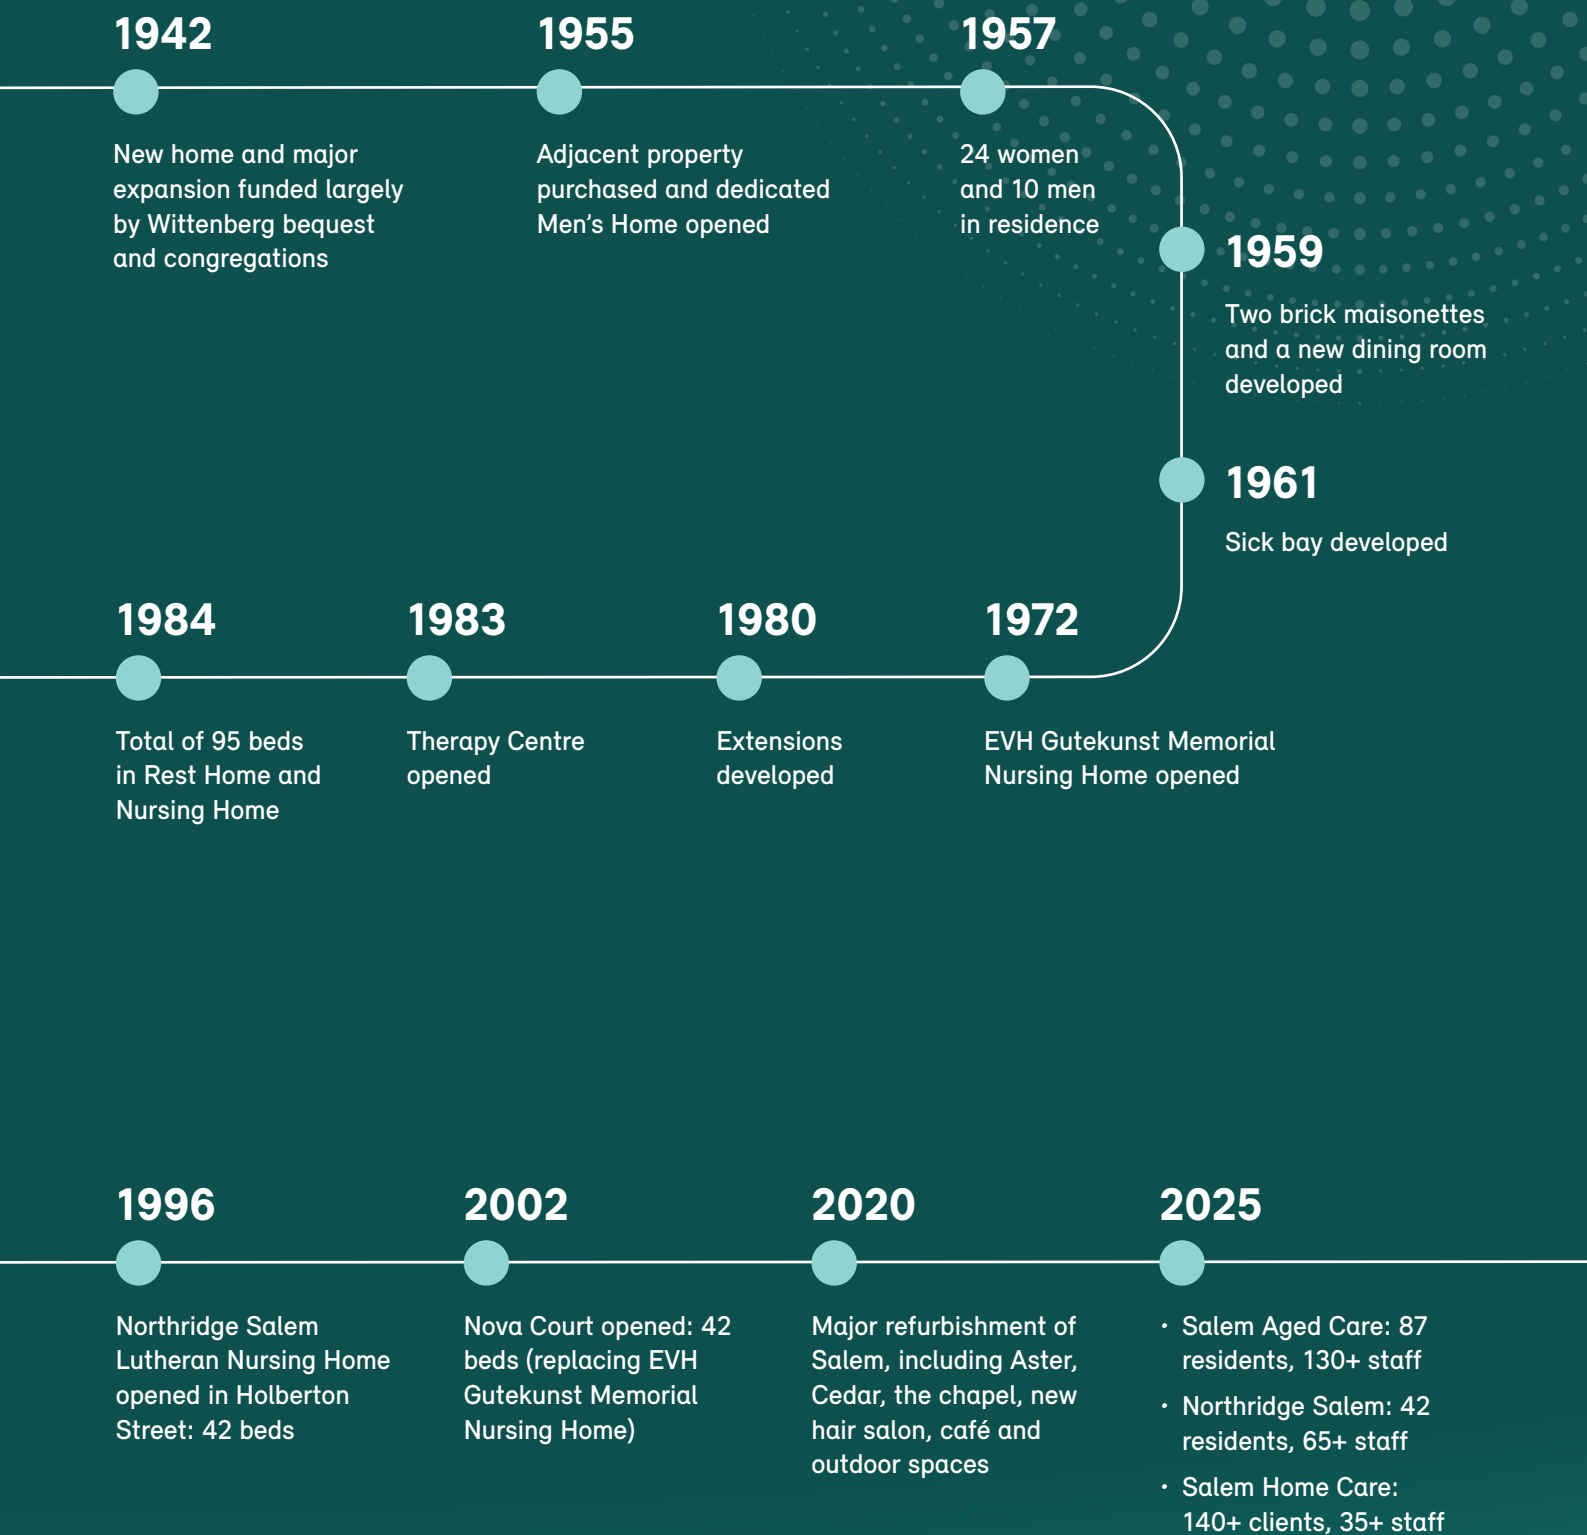 1942
New home and major
expansion funded largely
by Wittenberg bequest
and congregations
1955
Adjacent property
purchased and dedicated
Men’s Home opened
1957
24 women
and 10 men
in residence
1959
Two brick maisonettes
and a new dining room
developed
1961
Sick bay developed
1972
EVH Gutekunst Memorial
Nursing Home opened
1980
Extensions
developed
1983
Therapy Centre
opened
1984
Total of 95 beds
in Rest Home and
Nursing Home
1996
Northridge Salem
Lutheran Nursing Home
opened in Holberton
Street: 42 beds
2002
Nova Court opened: 42
beds (replacing EVH
Gutekunst Memorial
Nursing Home)
2020
Major refurbishment of
Salem, including Aster,
Cedar, the chapel, new
hair salon, café and
outdoor spaces
2025
• Salem Aged Care: 87
residents, 130+ staff
• Northridge Salem: 42
residents, 65+ staff
• Salem Home Care:
140+ clients, 35+ staff